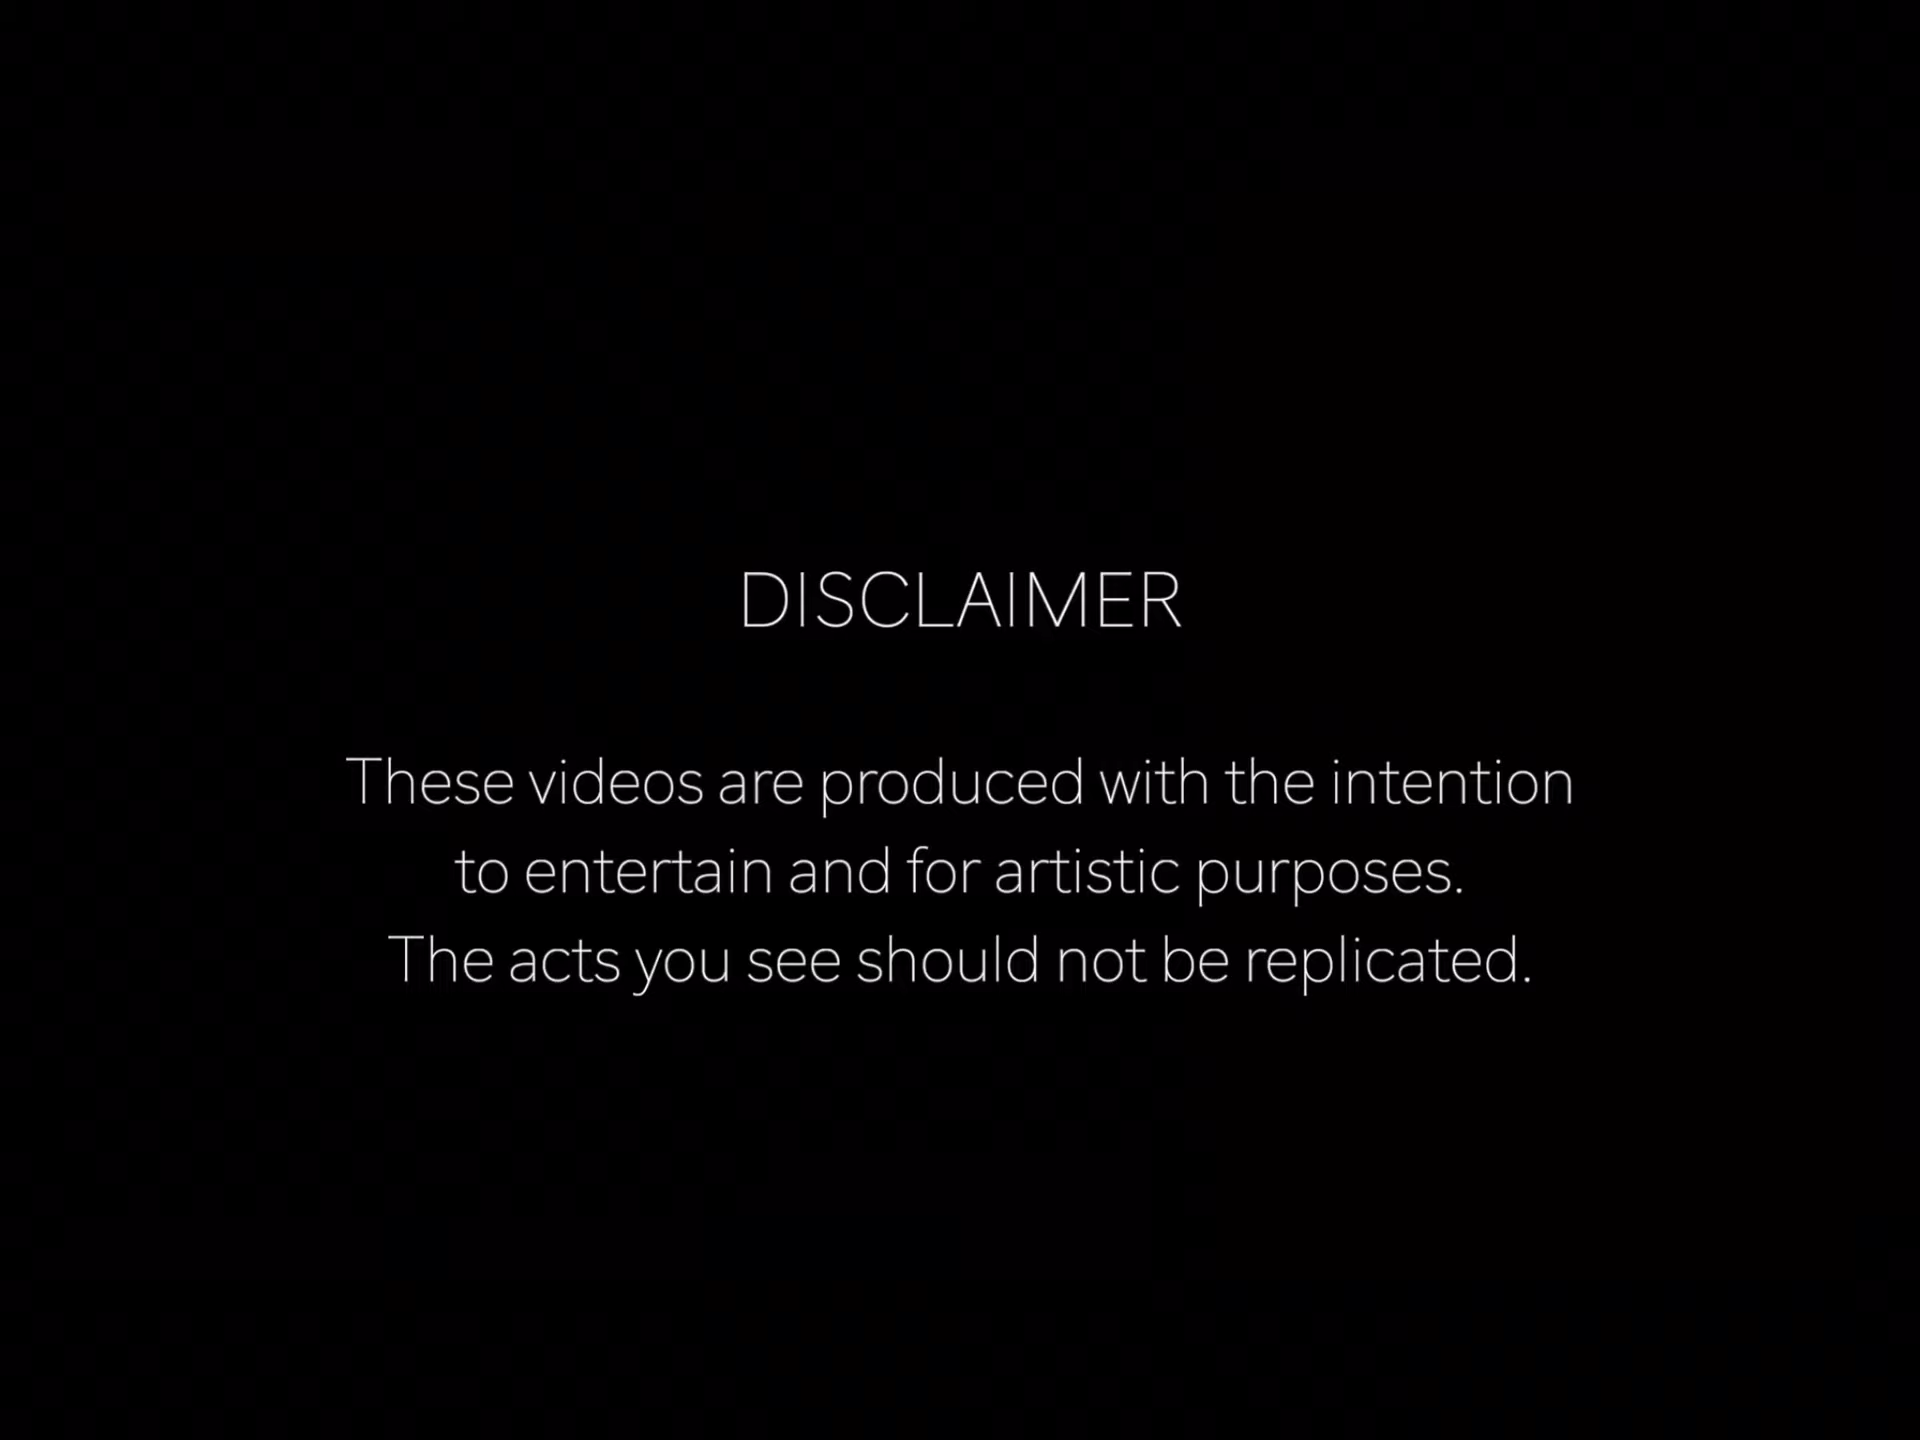 DISCLAIMER
These videos are produced with the intention
to entertain and for artistic purposes.
The acts you see should not be replicated.